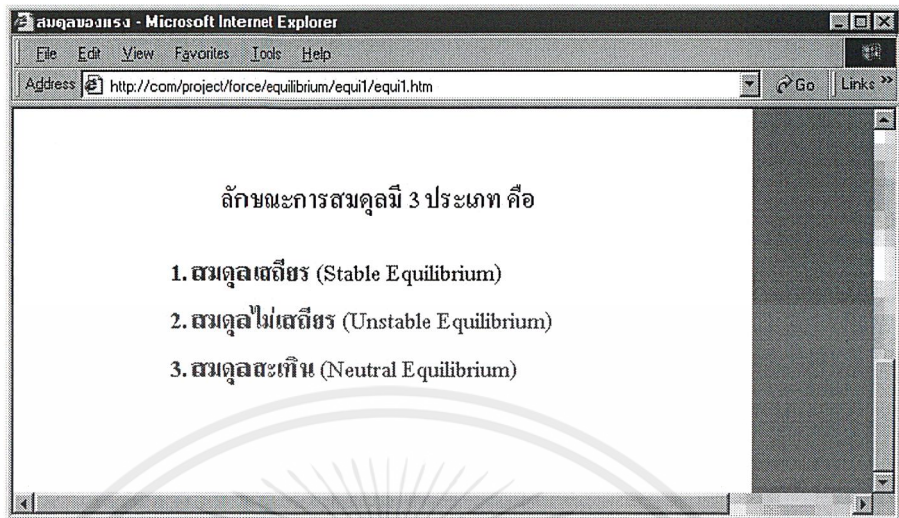 สมดุลของแรง - Microsoft Internet Explorer
File Edit View Favorites Tools Help
Address http://com/project/force/equilibrium/equi1/equi1.htm Go Links »
ลักษณะการสมดุลมี 3 ประเภท คือ
1. สมดุลเสถียร (Stable Equilibrium)
2. สมดุลไม่เสถียร (Unstable Equilibrium)
3. สมดุลสะเทิน (Neutral Equilibrium)